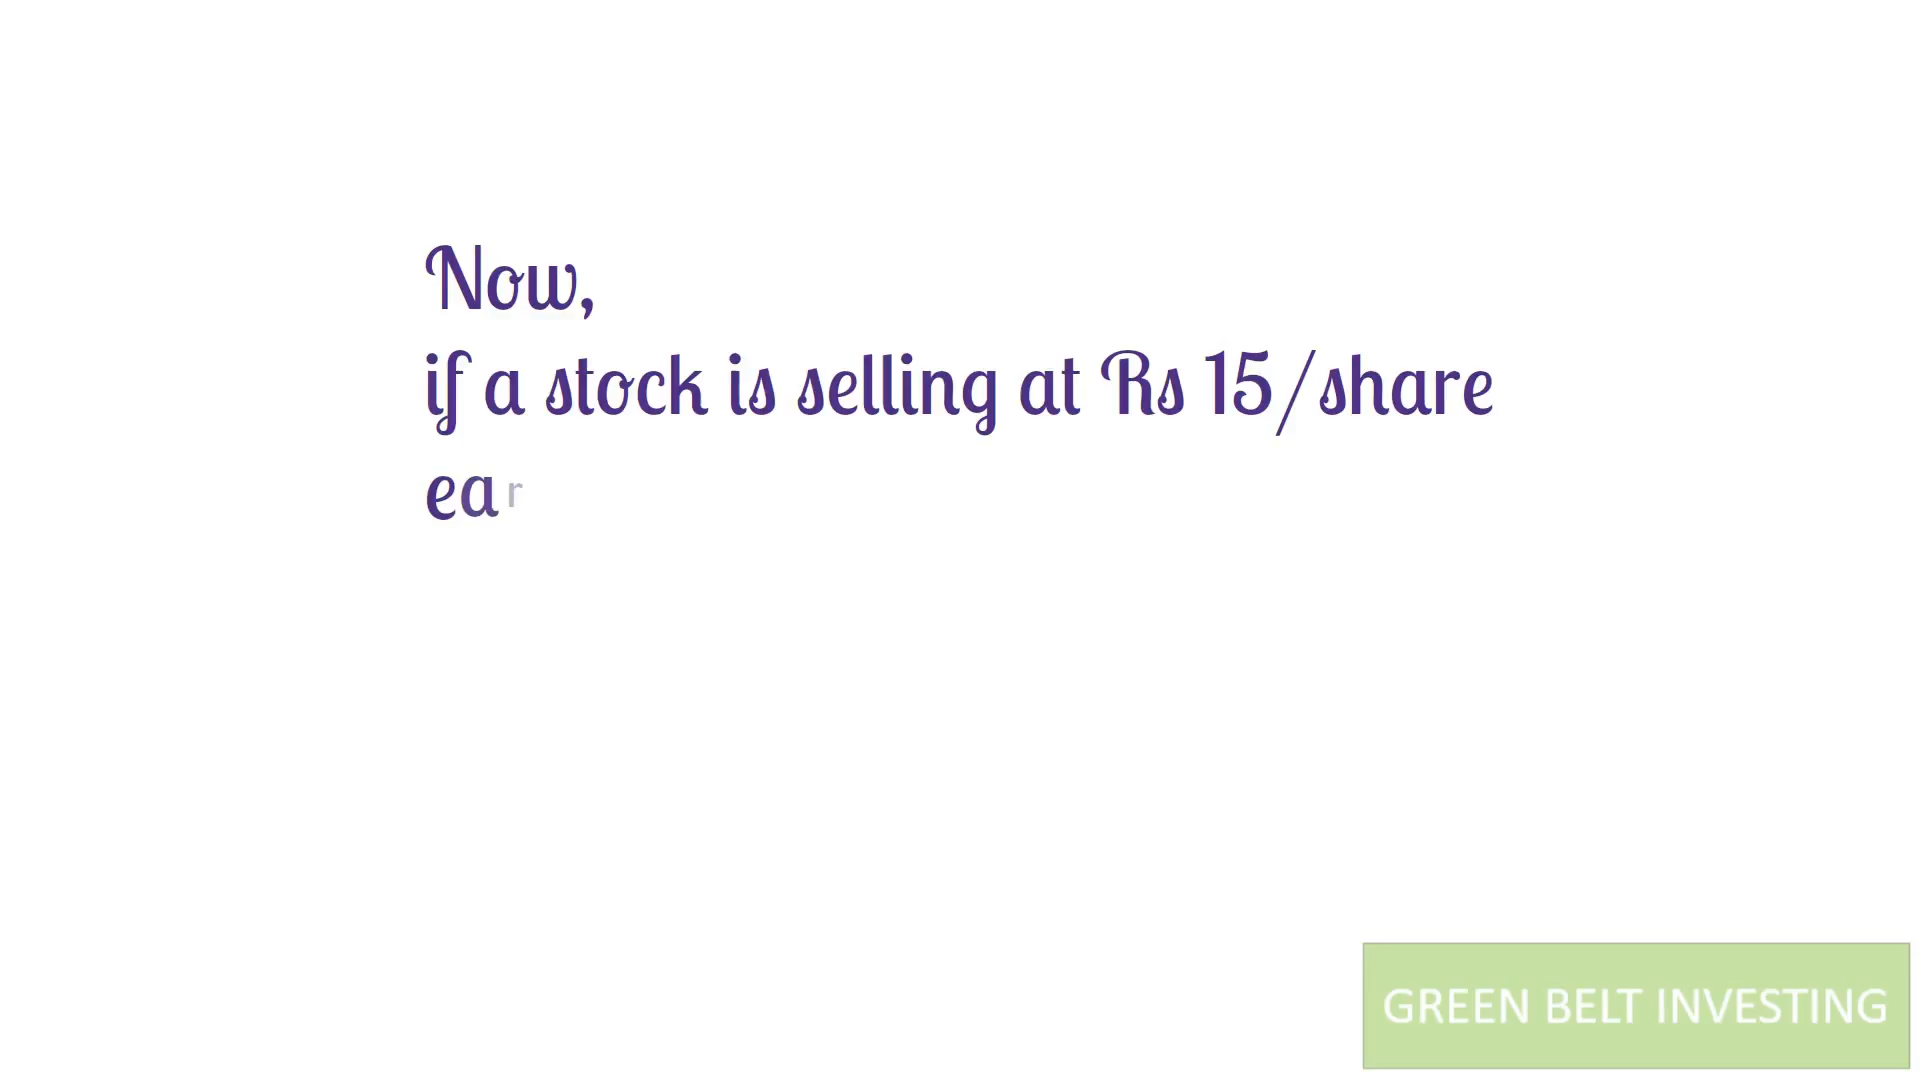 Now,
if a stock is selling at Rs 15/share
ear
GREEN BELT INVESTING